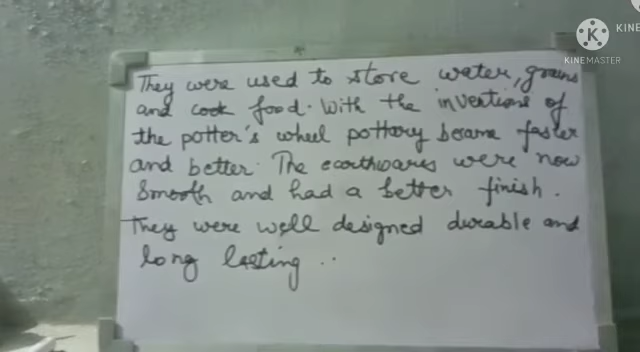 KINEMASTER
KINE
They were used to store water, grains
and cook food. With the inventions of
the potter's wheel pottory became faster
and better. The earthwares were now
smooth and had a better finish.
They were well designed durable and
long lasting ..